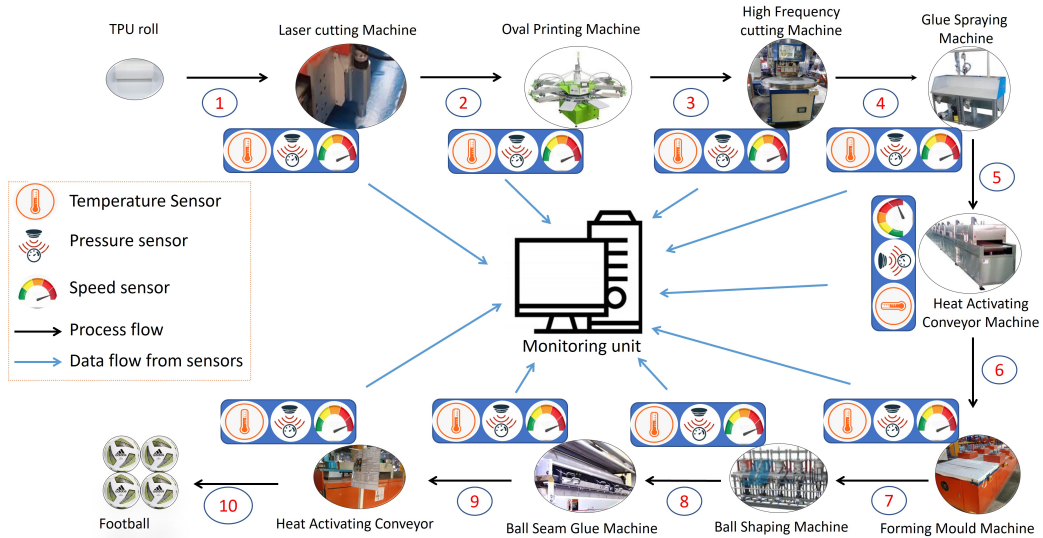 TPU roll
Laser cutting Machine
Oval Printing Machine
High Frequency
cutting Machine
Glue Spraying
Machine
1
2
3
4
5
Temperature Sensor
Pressure sensor
Speed sensor
Process flow
Data flow from sensors
Monitoring unit
Heat Activating
Conveyor Machine
6
Football
10
Heat Activating Conveyor
9
Ball Seam Glue Machine
8
Ball Shaping Machine
7
Forming Mould Machine